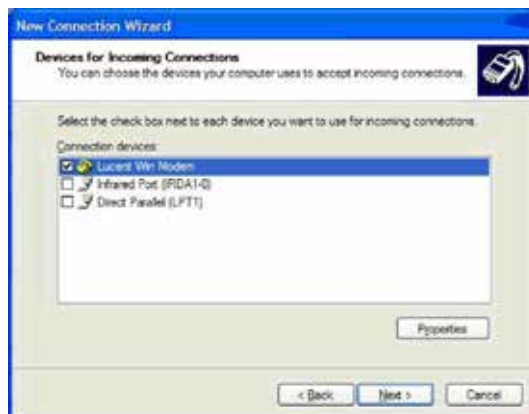 New Connection Wizard
Devices for Incoming Connections
You can choose the devices your computer uses to accept incoming connections.
Select the check box next to each device you want to use for incoming connections.
Connection devices:
Lucent Win Modem
Infrared Port (IRDA1-0)
Direct Parallel (LPT1)
Properties
< Back
Next >
Cancel